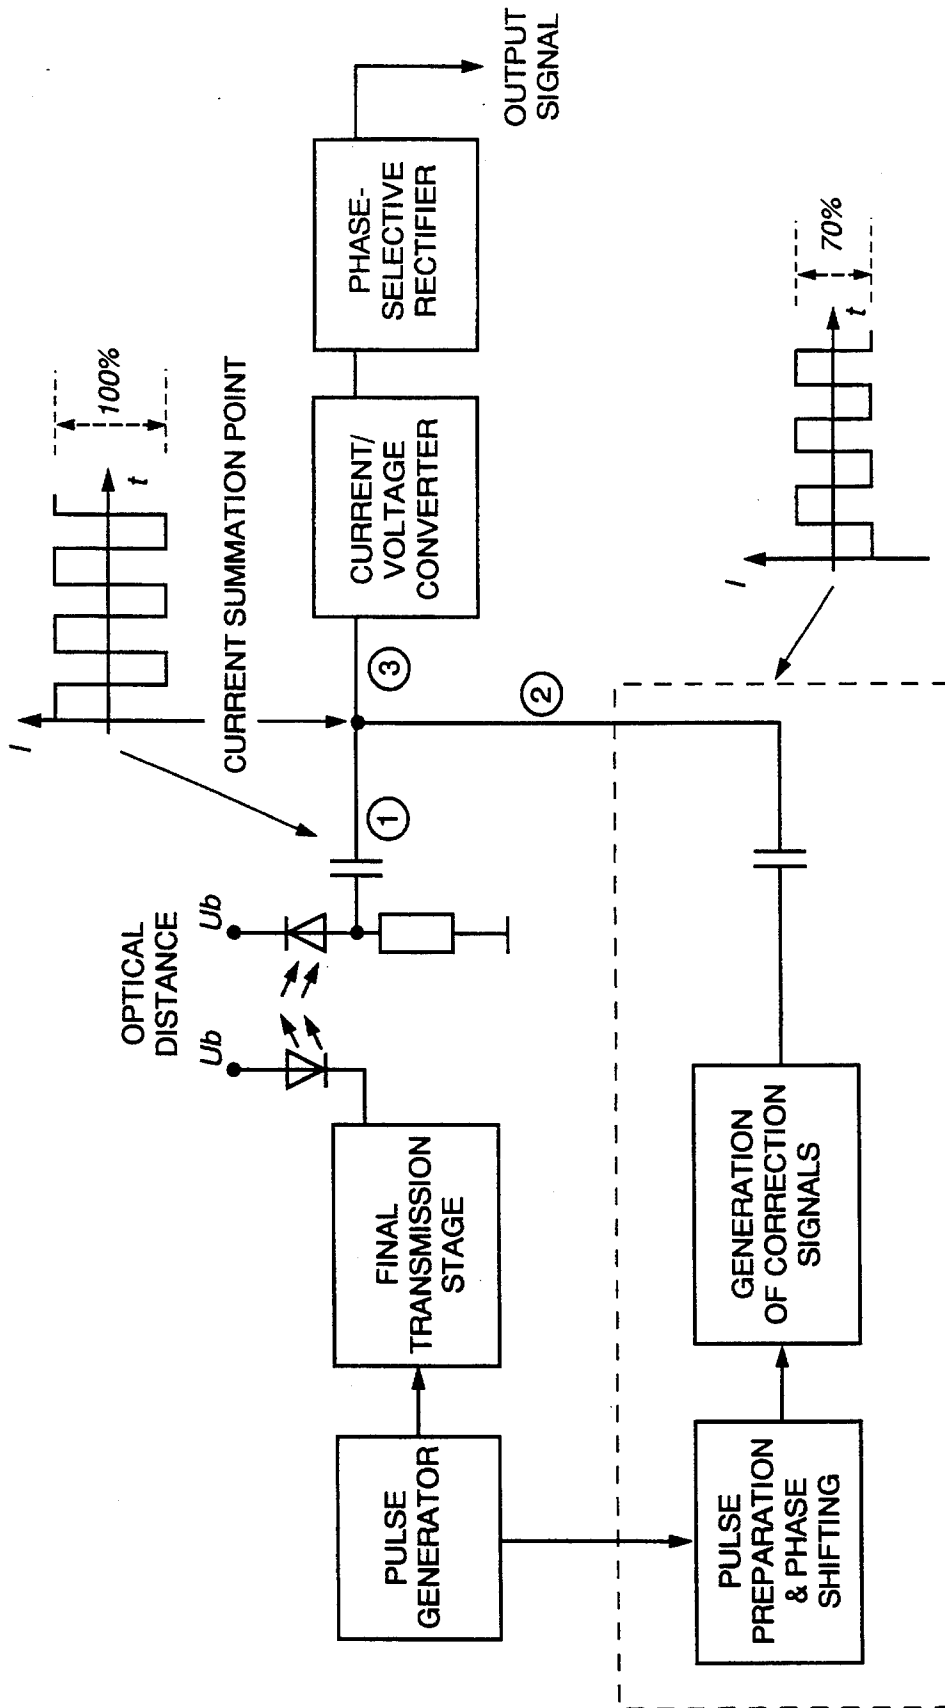 I
100%
t
CURRENT SUMMATION POINT
OPTICAL
DISTANCE
Ub
Ub
1
3
2
PULSE
GENERATOR
FINAL
TRANSMISSION
STAGE
CURRENT/
VOLTAGE
CONVERTER
PHASE-
SELECTIVE
RECTIFIER
OUTPUT
SIGNAL
PULSE
PREPARATION
& PHASE
SHIFTING
GENERATION
OF CORRECTION
SIGNALS
I
70%
t